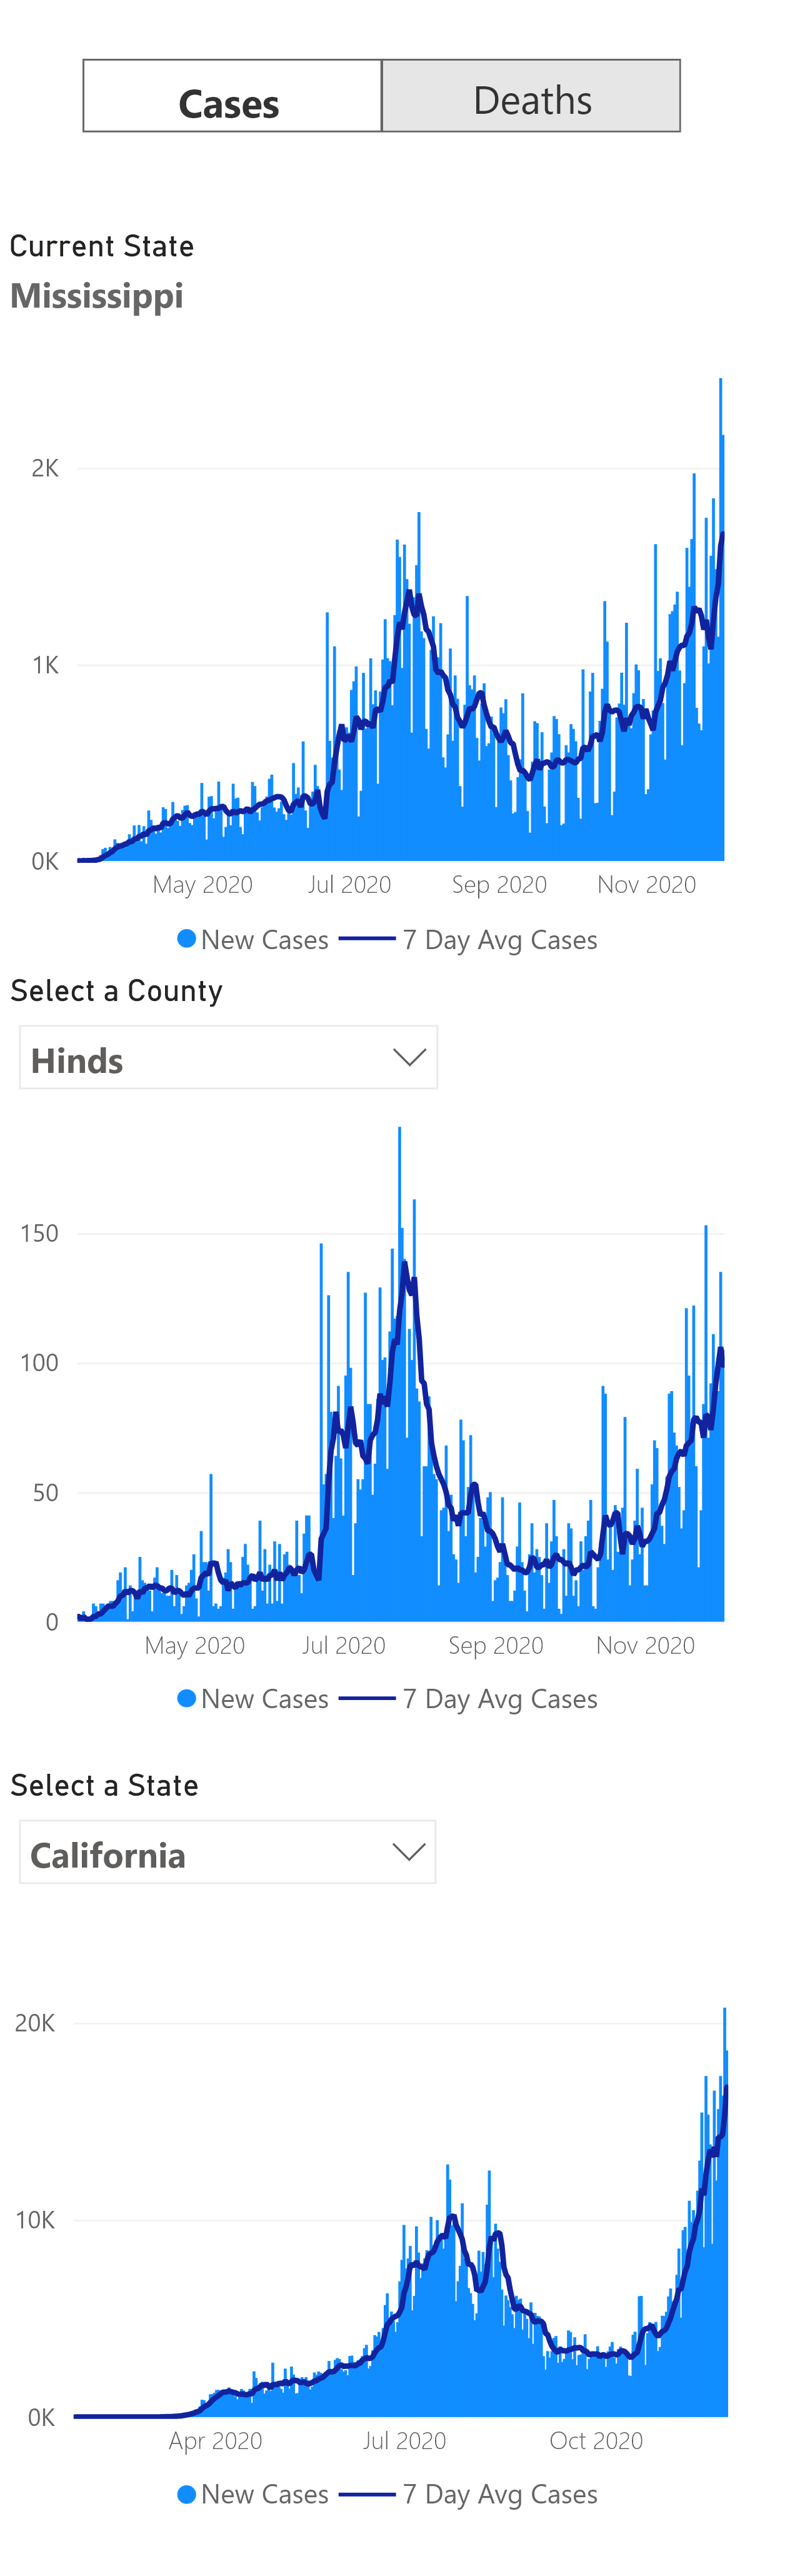 Cases Deaths
Current State
Mississippi
2K
1K
0K
May 2020 Jul 2020 Sep 2020 Nov 2020
New Cases 7 Day Avg Cases
Select a County
Hinds
150
100
50
0
May 2020 Jul 2020 Sep 2020 Nov 2020
New Cases 7 Day Avg Cases
Select a State
California
20K
10K
0K
Apr 2020 Jul 2020 Oct 2020
New Cases 7 Day Avg Cases